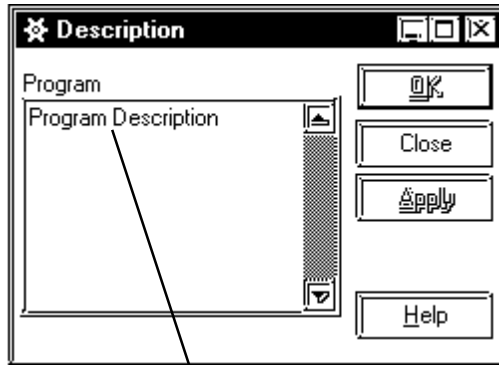 Description
Program
Program Description
OK
Close
Apply
Help